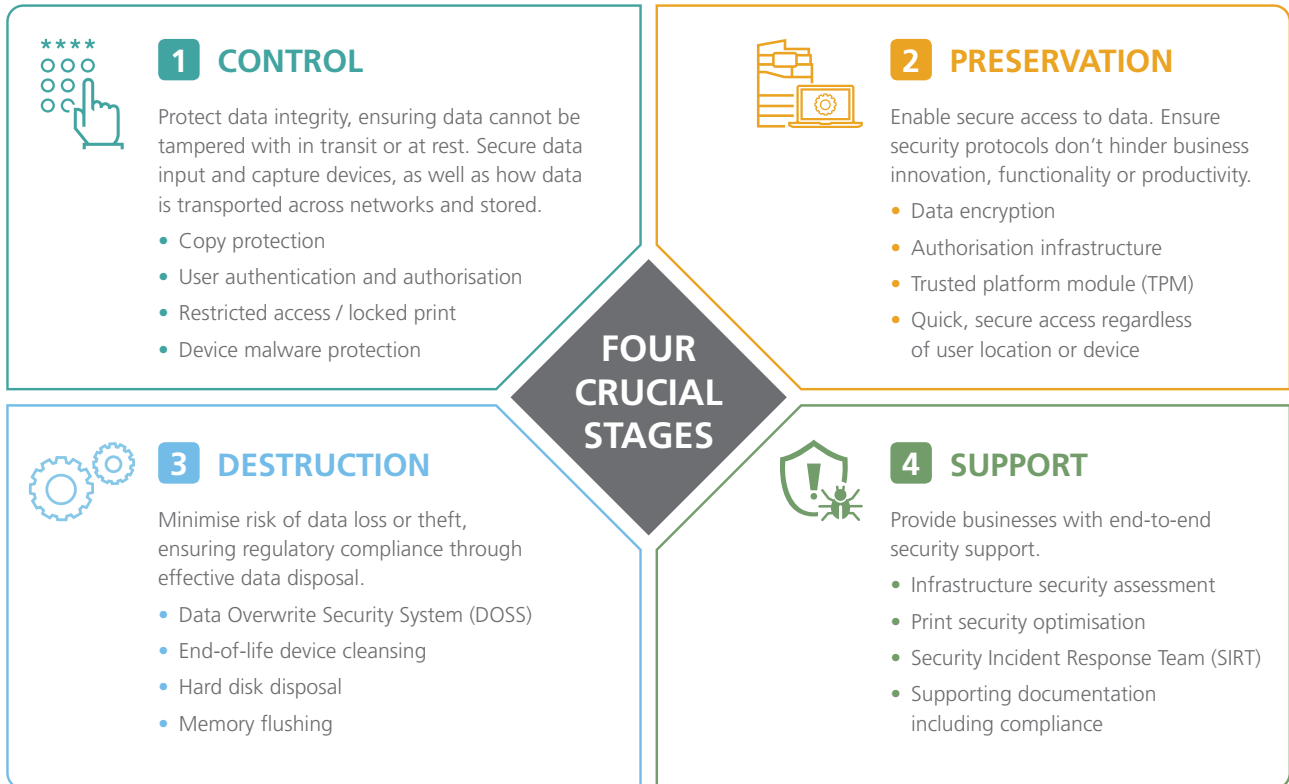 ****
1 CONTROL
Protect data integrity, ensuring data cannot be
tampered with in transit or at rest. Secure data
input and capture devices, as well as how data
is transported across networks and stored.
• Copy protection
• User authentication and authorisation
• Restricted access / locked print
• Device malware protection
2 PRESERVATION
Enable secure access to data. Ensure
security protocols don’t hinder business
innovation, functionality or productivity.
• Data encryption
• Authorisation infrastructure
• Trusted platform module (TPM)
• Quick, secure access regardless
of user location or device
FOUR
CRUCIAL
STAGES
3 DESTRUCTION
Minimise risk of data loss or theft,
ensuring regulatory compliance through
effective data disposal.
• Data Overwrite Security System (DOSS)
• End-of-life device cleansing
• Hard disk disposal
• Memory flushing
!
4 SUPPORT
Provide businesses with end-to-end
security support.
• Infrastructure security assessment
• Print security optimisation
• Security Incident Response Team (SIRT)
• Supporting documentation
including compliance